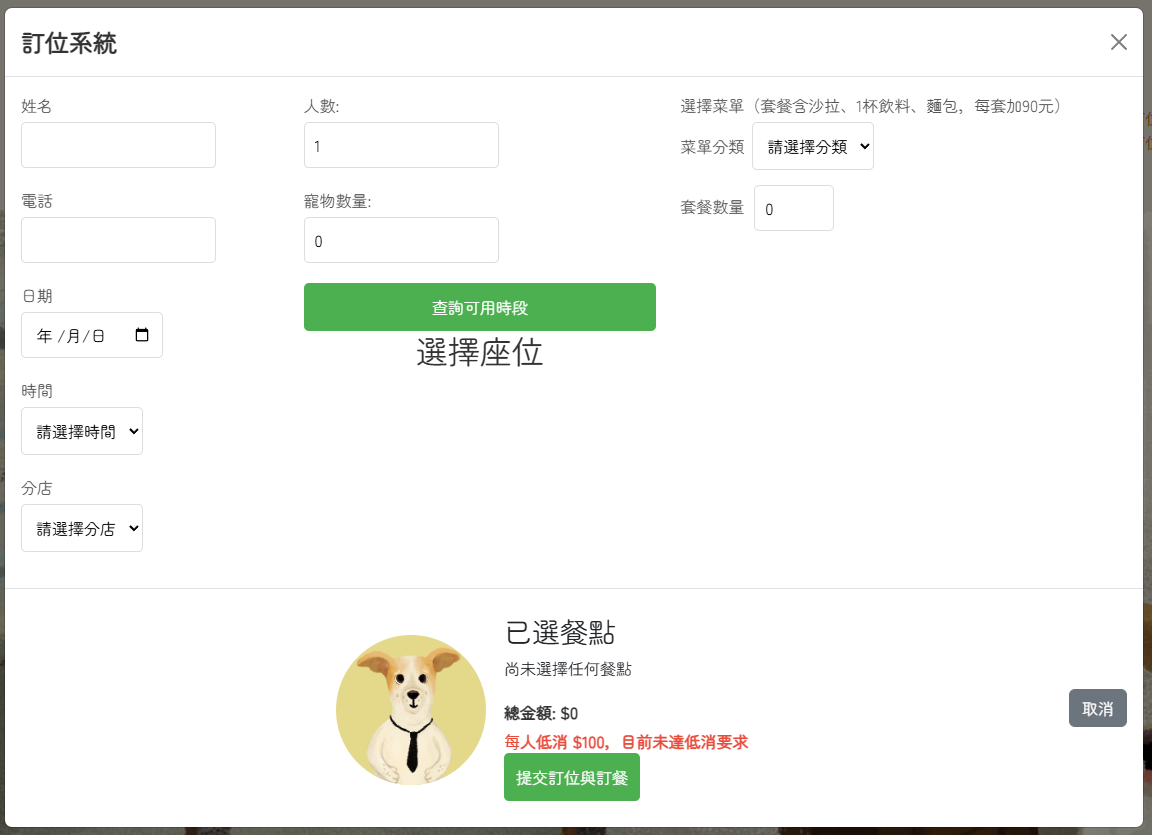 訂位系統
姓名
電話
日期
年 /月/日
時間
請選擇時間
分店
請選擇分店
人數:
1
寵物數量:
0
查詢可用時段
選擇座位
選擇菜單（套餐含沙拉、1杯飲料、麵包，每套加90元）
菜單分類 請選擇分類
套餐數量 0
已選餐點
尚未選擇任何餐點
總金額: $0
每人低消 $100，目前未達低消要求
提交訂位與訂餐
取消